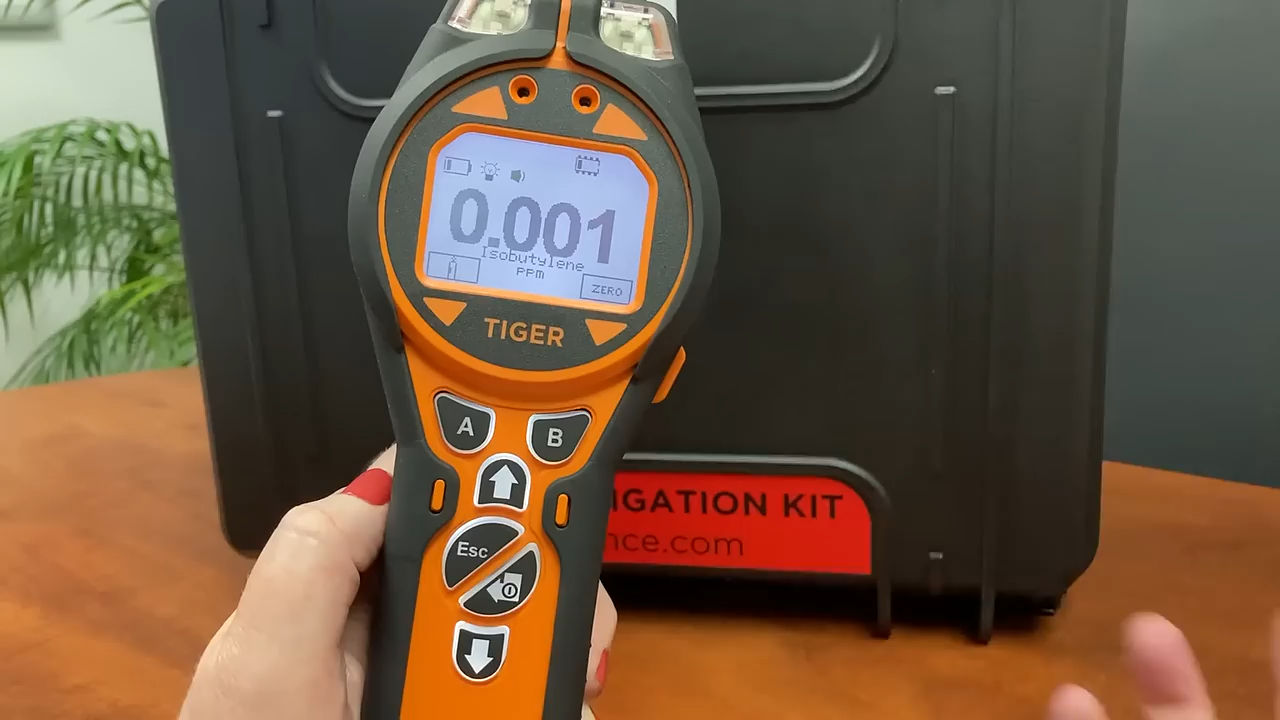 0.001
Isobutylene
PPM
ZERO
TIGER
A
B
Esc
IGATION KIT
nce.com